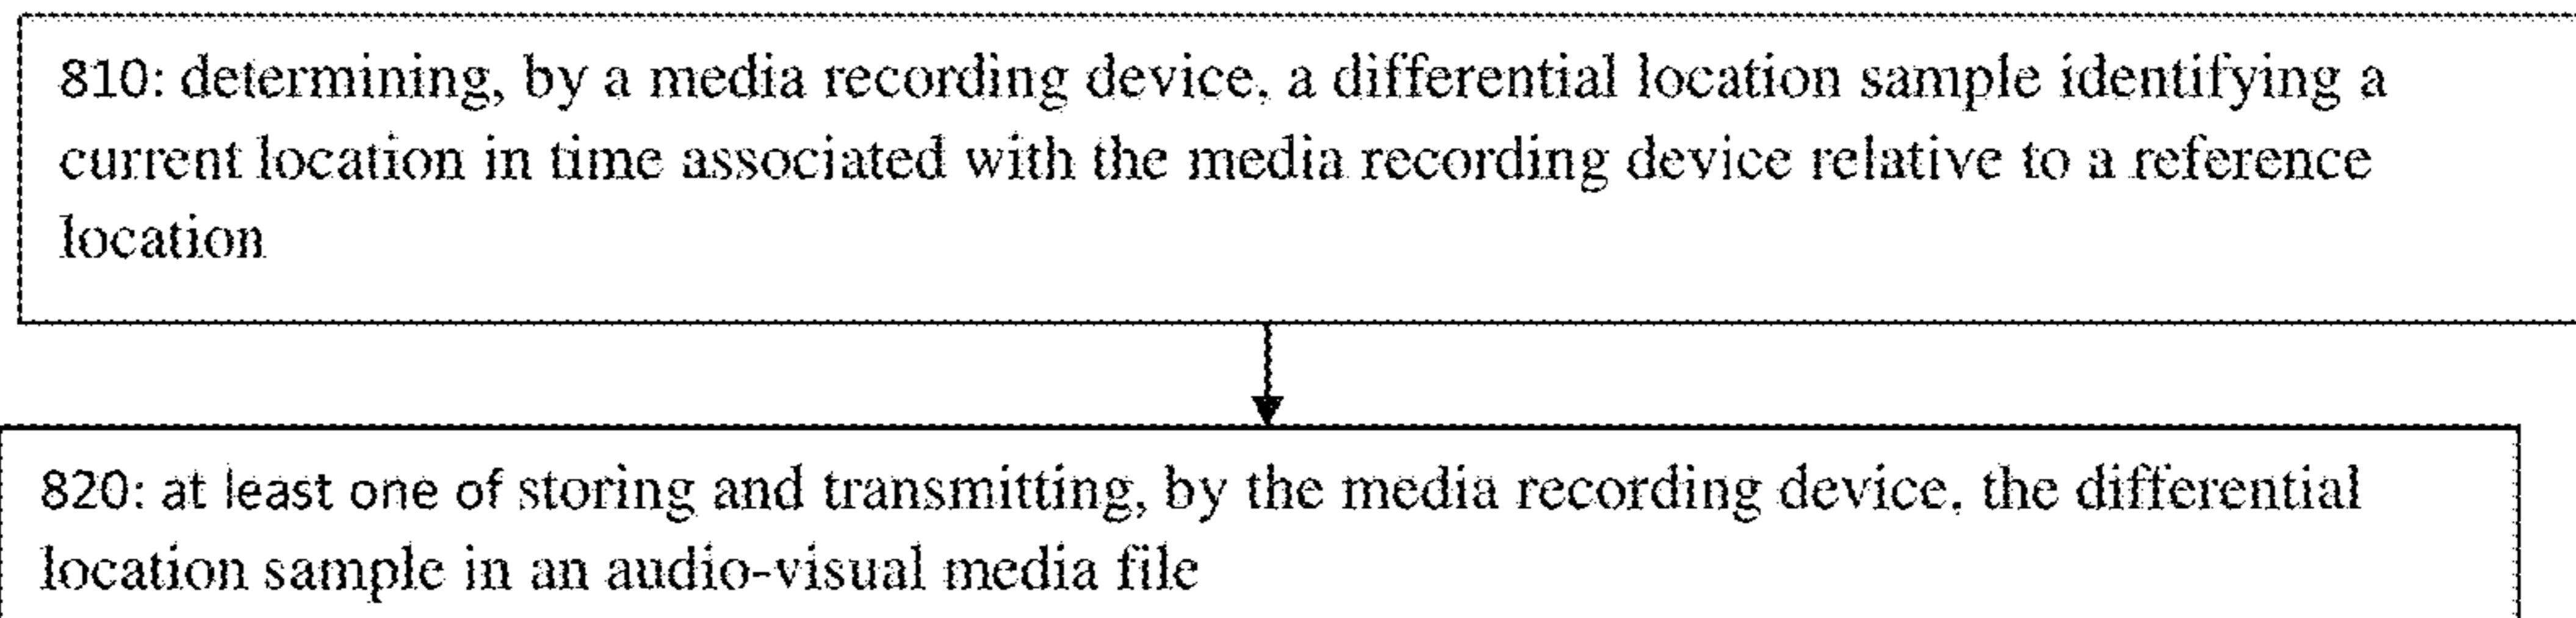 810: determining, by a media recording device, a differential location sample identifying a
current location in time associated with the media recording device relative to a reference
location
820: at least one of storing and transmitting, by the media recording device, the differential
location sample in an audio-visual media file